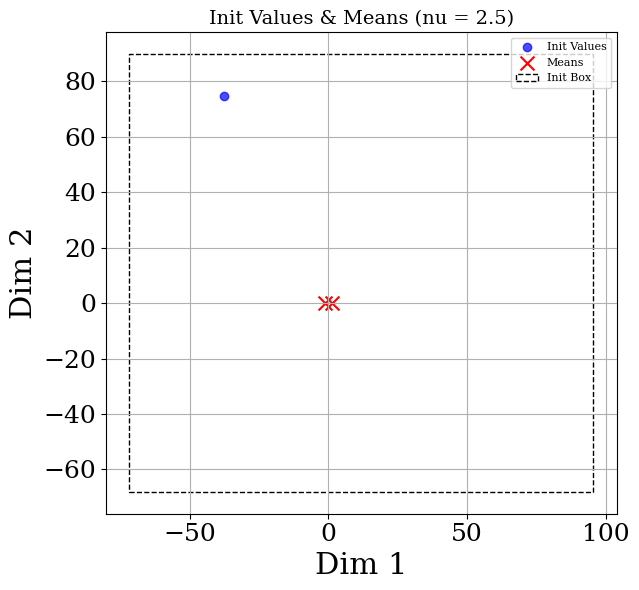 Init Values & Means (nu = 2.5)
Init Values
Means
Init Box
80
60
40
20
0
−20
−40
−60
Dim 2
−50
0
50
100
Dim 1